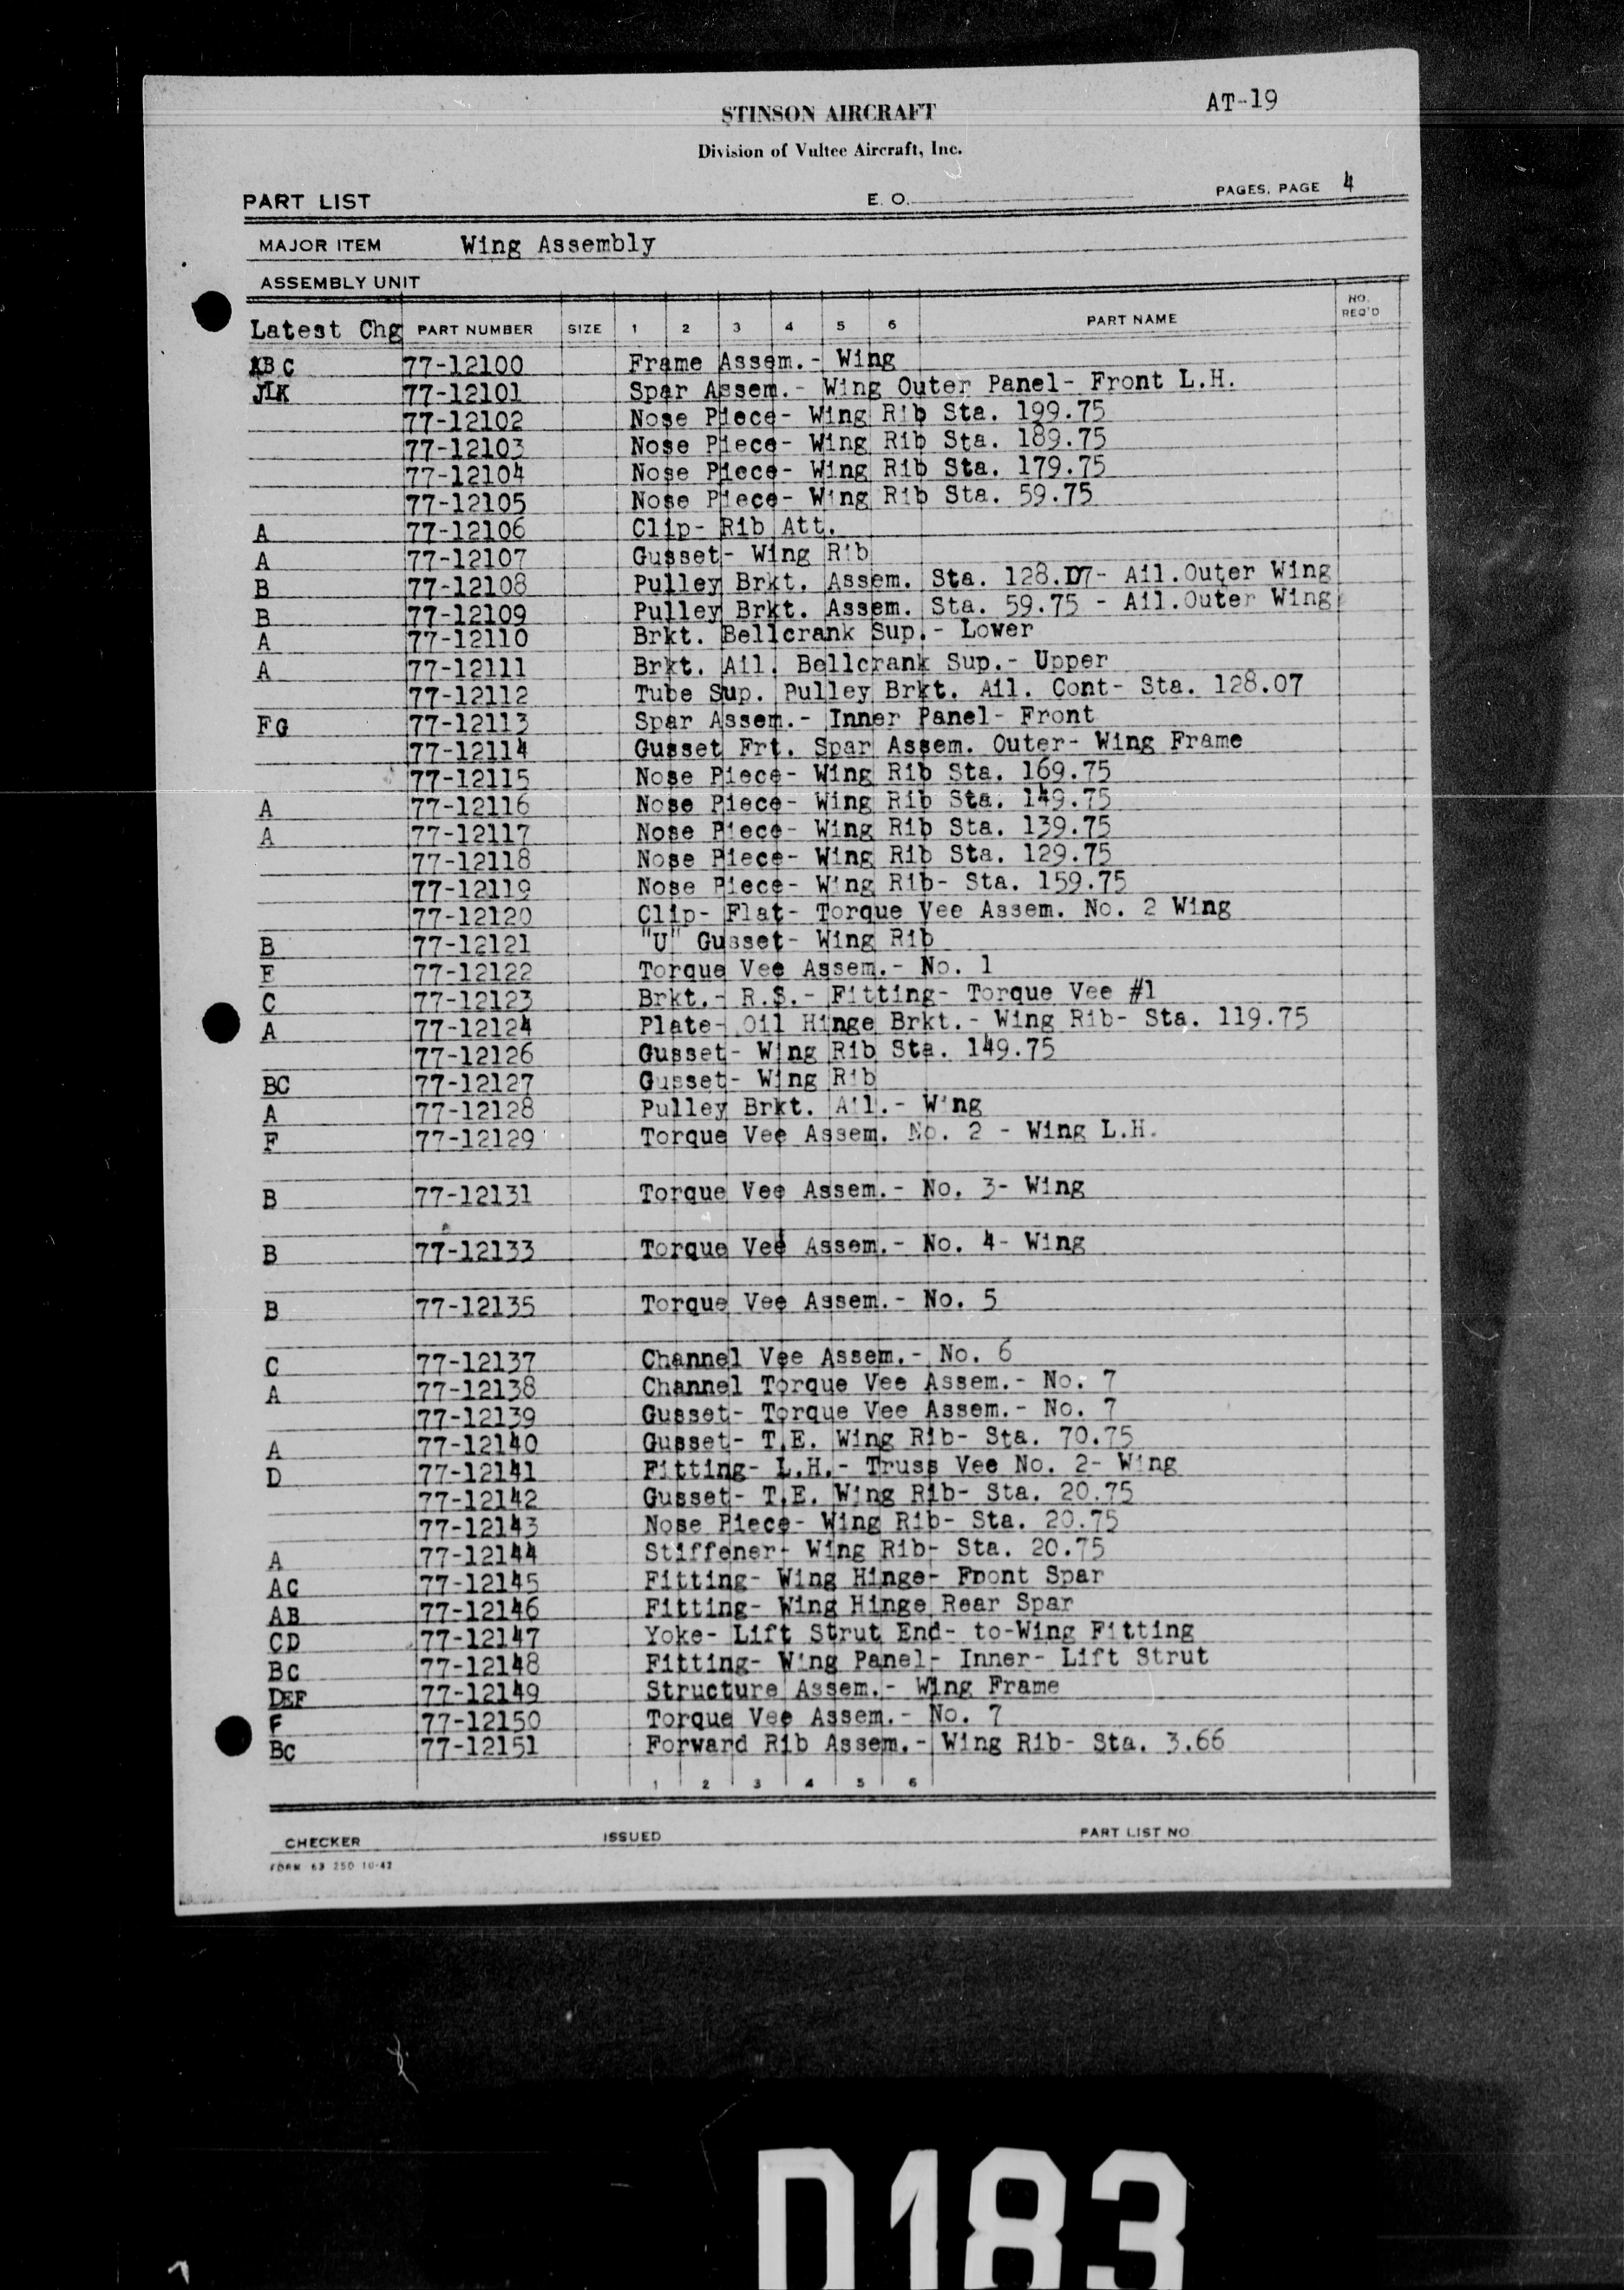 AT-19
STINSON AIRCRAFT
Division of Vultee Aircraft, Inc.
PART LIST E. O. PAGES, PAGE 4
MAJOR ITEM Wing Assembly
ASSEMBLY UNIT
Latest Chg PART NUMBER SIZE 1 2 3 4 5 6 PART NAME NO. REQ'D
ABC 77-12100 Frame Assem.- Wing
JLK 77-12101 Spar Assem.- Wing Outer Panel- Front L.H.
77-12102 Nose Piece- Wing Rib Sta. 199.75
77-12103 Nose Piece- Wing Rib Sta. 189.75
77-12104 Nose Piece- Wing Rib Sta. 179.75
77-12105 Nose Piece- Wing Rib Sta. 59.75
A 77-12106 Clip- Rib Att.
A 77-12107 Gusset- Wing Rib
B 77-12108 Pulley Brkt. Assem. Sta. 128.07- Ail.Outer Wing
B 77-12109 Pulley Brkt. Assem. Sta. 59.75 - Ail.Outer Wing
A 77-12110 Brkt. Bellcrank Sup.- Lower
A 77-12111 Brkt. Ail. Bellcrank Sup.- Upper
77-12112 Tube Sup. Pulley Brkt. Ail. Cont- Sta. 128.07
FG 77-12113 Spar Assem.- Inner Panel- Front
77-12114 Gusset Frt. Spar Assem. Outer- Wing Frame
77-12115 Nose Piece- Wing Rib Sta. 169.75
A 77-12116 Nose Piece- Wing Rib Sta. 149.75
A 77-12117 Nose Piece- Wing Rib Sta. 139.75
77-12118 Nose Piece- Wing Rib Sta. 129.75
77-12119 Nose Piece- Wing Rib- Sta. 159.75
77-12120 Clip- Flat- Torque Vee Assem. No. 2 Wing
B 77-12121 "U" Gusset- Wing Rib
E 77-12122 Torque Vee Assem.- No. 1
C 77-12123 Brkt.- R.S.- Fitting- Torque Vee #1
A 77-12124 Plate- Oil Hinge Brkt.- Wing Rib- Sta. 119.75
77-12126 Gusset- Wing Rib Sta. 149.75
BC 77-12127 Gusset- Wing Rib
A 77-12128 Pulley Brkt. Ail.- Wing
F 77-12129 Torque Vee Assem. No. 2 - Wing L.H.
B 77-12131 Torque Vee Assem.- No. 3- Wing
B 77-12133 Torque Vee Assem.- No. 4- Wing
B 77-12135 Torque Vee Assem.- No. 5
C 77-12137 Channel Vee Assem.- No. 6
A 77-12138 Channel Torque Vee Assem.- No. 7
77-12139 Gusset- Torque Vee Assem.- No. 7
A 77-12140 Gusset- T.E. Wing Rib- Sta. 70.75
D 77-12141 Fitting- L.H.- Truss Vee No. 2- Wing
77-12142 Gusset- T.E. Wing Rib- Sta. 20.75
77-12143 Nose Piece- Wing Rib- Sta. 20.75
A 77-12144 Stiffener- Wing Rib- Sta. 20.75
AC 77-12145 Fitting- Wing Hinge- Front Spar
AB 77-12146 Fitting- Wing Hinge Rear Spar
CD 77-12147 Yoke- Lift Strut End- to-Wing Fitting
BC 77-12148 Fitting- Wing Panel- Inner- Lift Strut
DEF 77-12149 Structure Assem.- Wing Frame
F 77-12150 Torque Vee Assem.- No. 7
BC 77-12151 Forward Rib Assem.- Wing Rib- Sta. 3.66
1 2 3 4 5 6
CHECKER ISSUED PART LIST NO.
FORM 63 250 10-42
D183